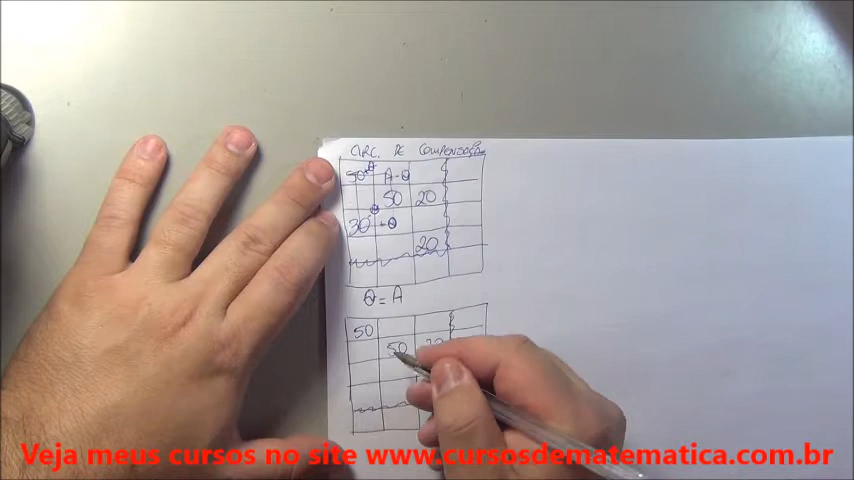 CIRC. DE COMPENSAÇÃO
50+θ A-θ
50 20
30-θ +θ
20
θ = A
50
50 20
Veja meus cursos no site www.cursosdematematica.com.br